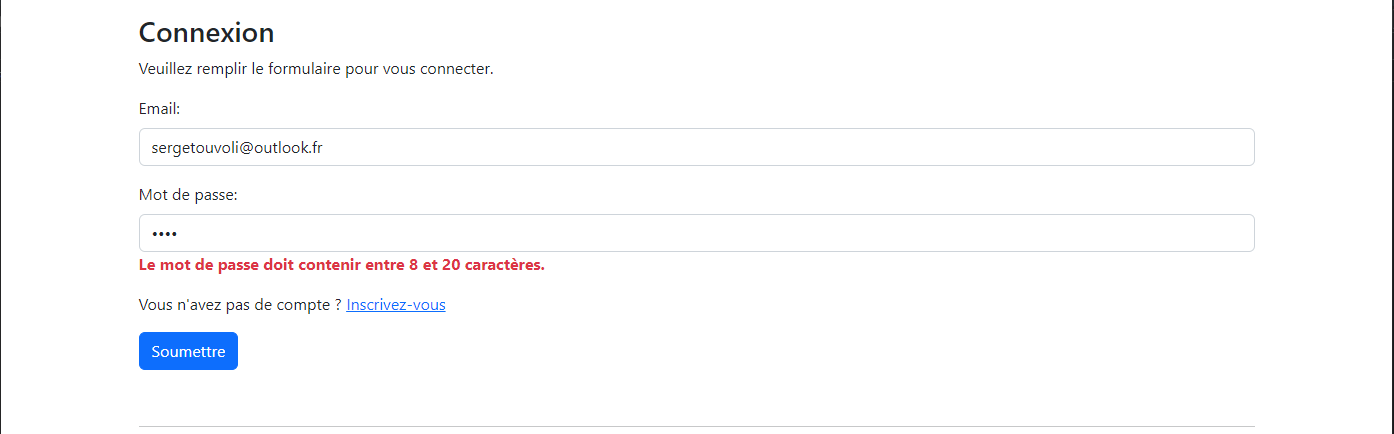 Connexion
Veuillez remplir le formulaire pour vous connecter.
Email:
sergetouvoli@outlook.fr
Mot de passe:
••••
Le mot de passe doit contenir entre 8 et 20 caractères.
Vous n'avez pas de compte ? Inscrivez-vous
Soumettre